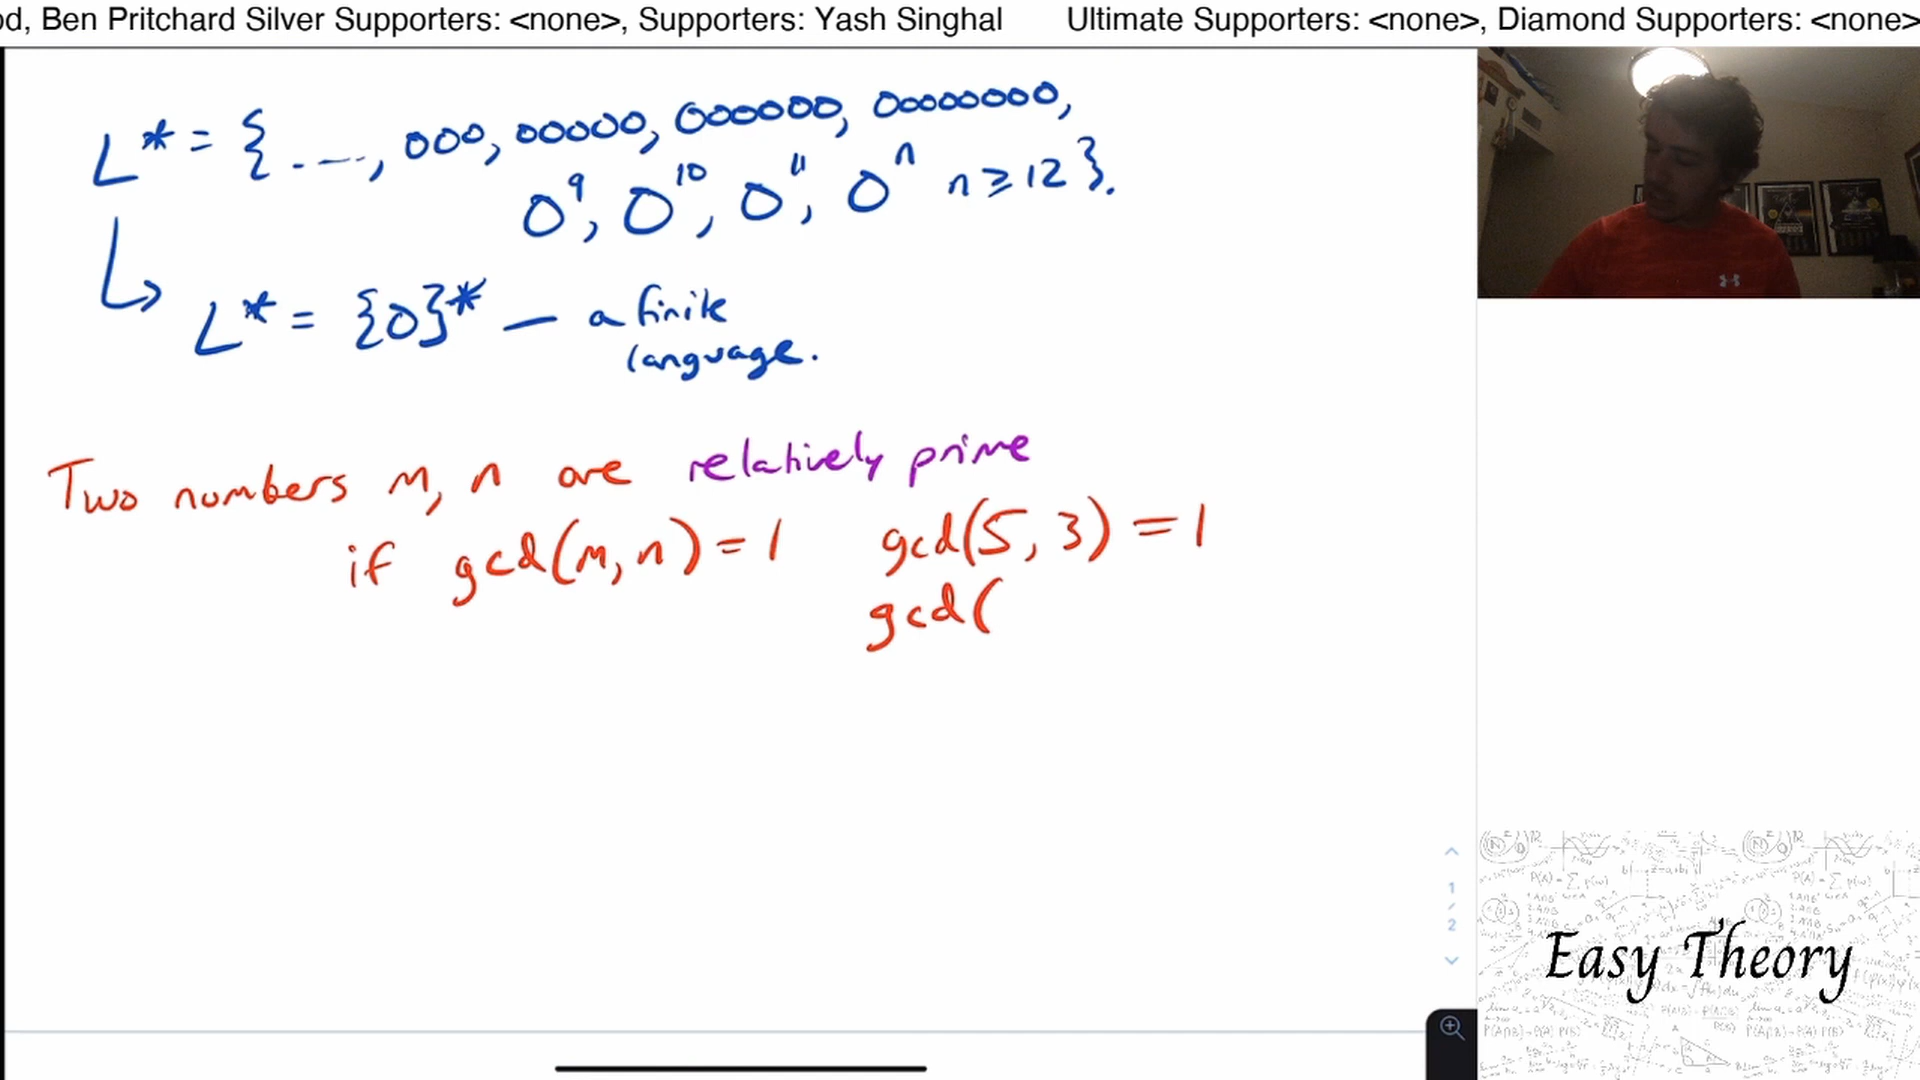 od, Ben Pritchard Silver Supporters: <none>, Supporters: Yash Singhal Ultimate Supporters: <none>, Diamond Supporters: <none>
L* = {. --- , 000, 00000, 000000, 00000000,
0⁹, 0¹⁰, 0¹¹, 0ⁿ n ≥ 12}.
L* = {0}* — a finite
language.
Two numbers m, n are relatively prime
if gcd(m, n) = 1 gcd(5, 3) = 1
gcd(
1
2
Easy Theory